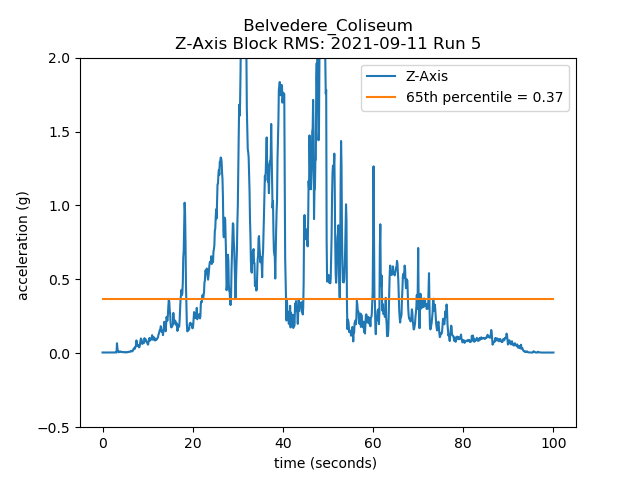 Belvedere_Coliseum
Z-Axis Block RMS: 2021-09-11 Run 5
Z-Axis
65th percentile = 0.37
2.0
1.5
1.0
0.5
0.0
−0.5
acceleration (g)
0 20 40 60 80 100
time (seconds)